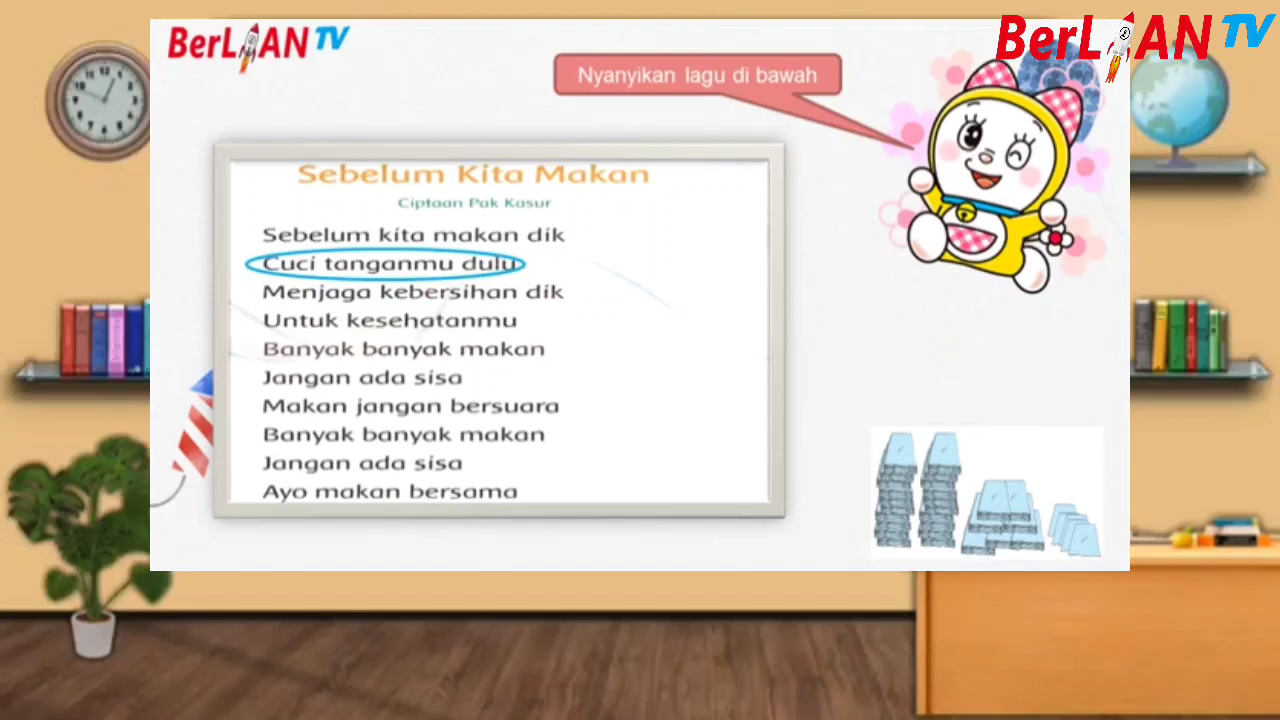 BerLIAN TV
BerLIAN TV
Nyanyikan lagu di bawah
Sebelum Kita Makan
Ciptaan Pak Kasur
Sebelum kita makan dik
Cuci tanganmu dulu
Menjaga kebersihan dik
Untuk kesehatanmu
Banyak banyak makan
Jangan ada sisa
Makan jangan bersuara
Banyak banyak makan
Jangan ada sisa
Ayo makan bersama